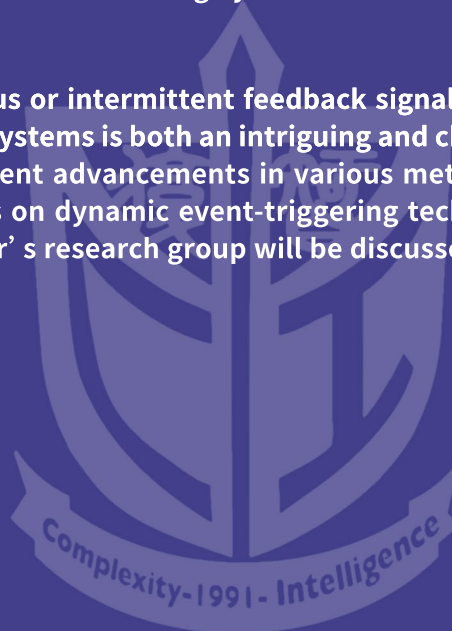 us or intermittent feedback signal
ystems is both an intriguing and c
ent advancements in various met
s on dynamic event-triggering tec
r’s research group will be discusse
Complexity-1991-Intelligence